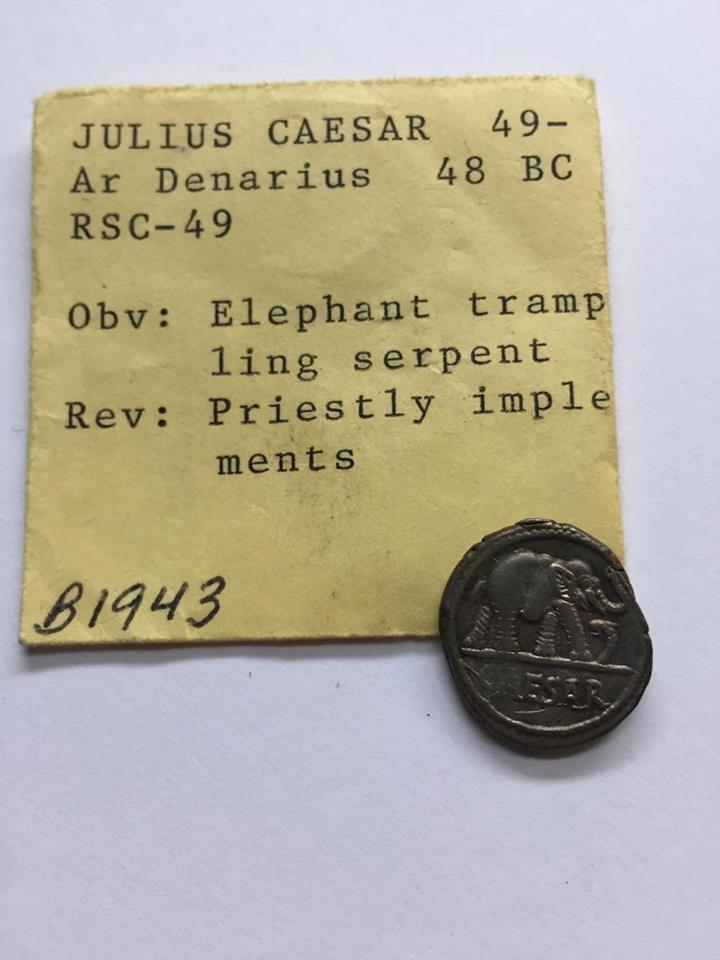 JULIUS CAESAR 49-
Ar Denarius 48 BC
RSC-49
Obv: Elephant tramp
ling serpent
Rev: Priestly imple
ments
B1943
CAESAR